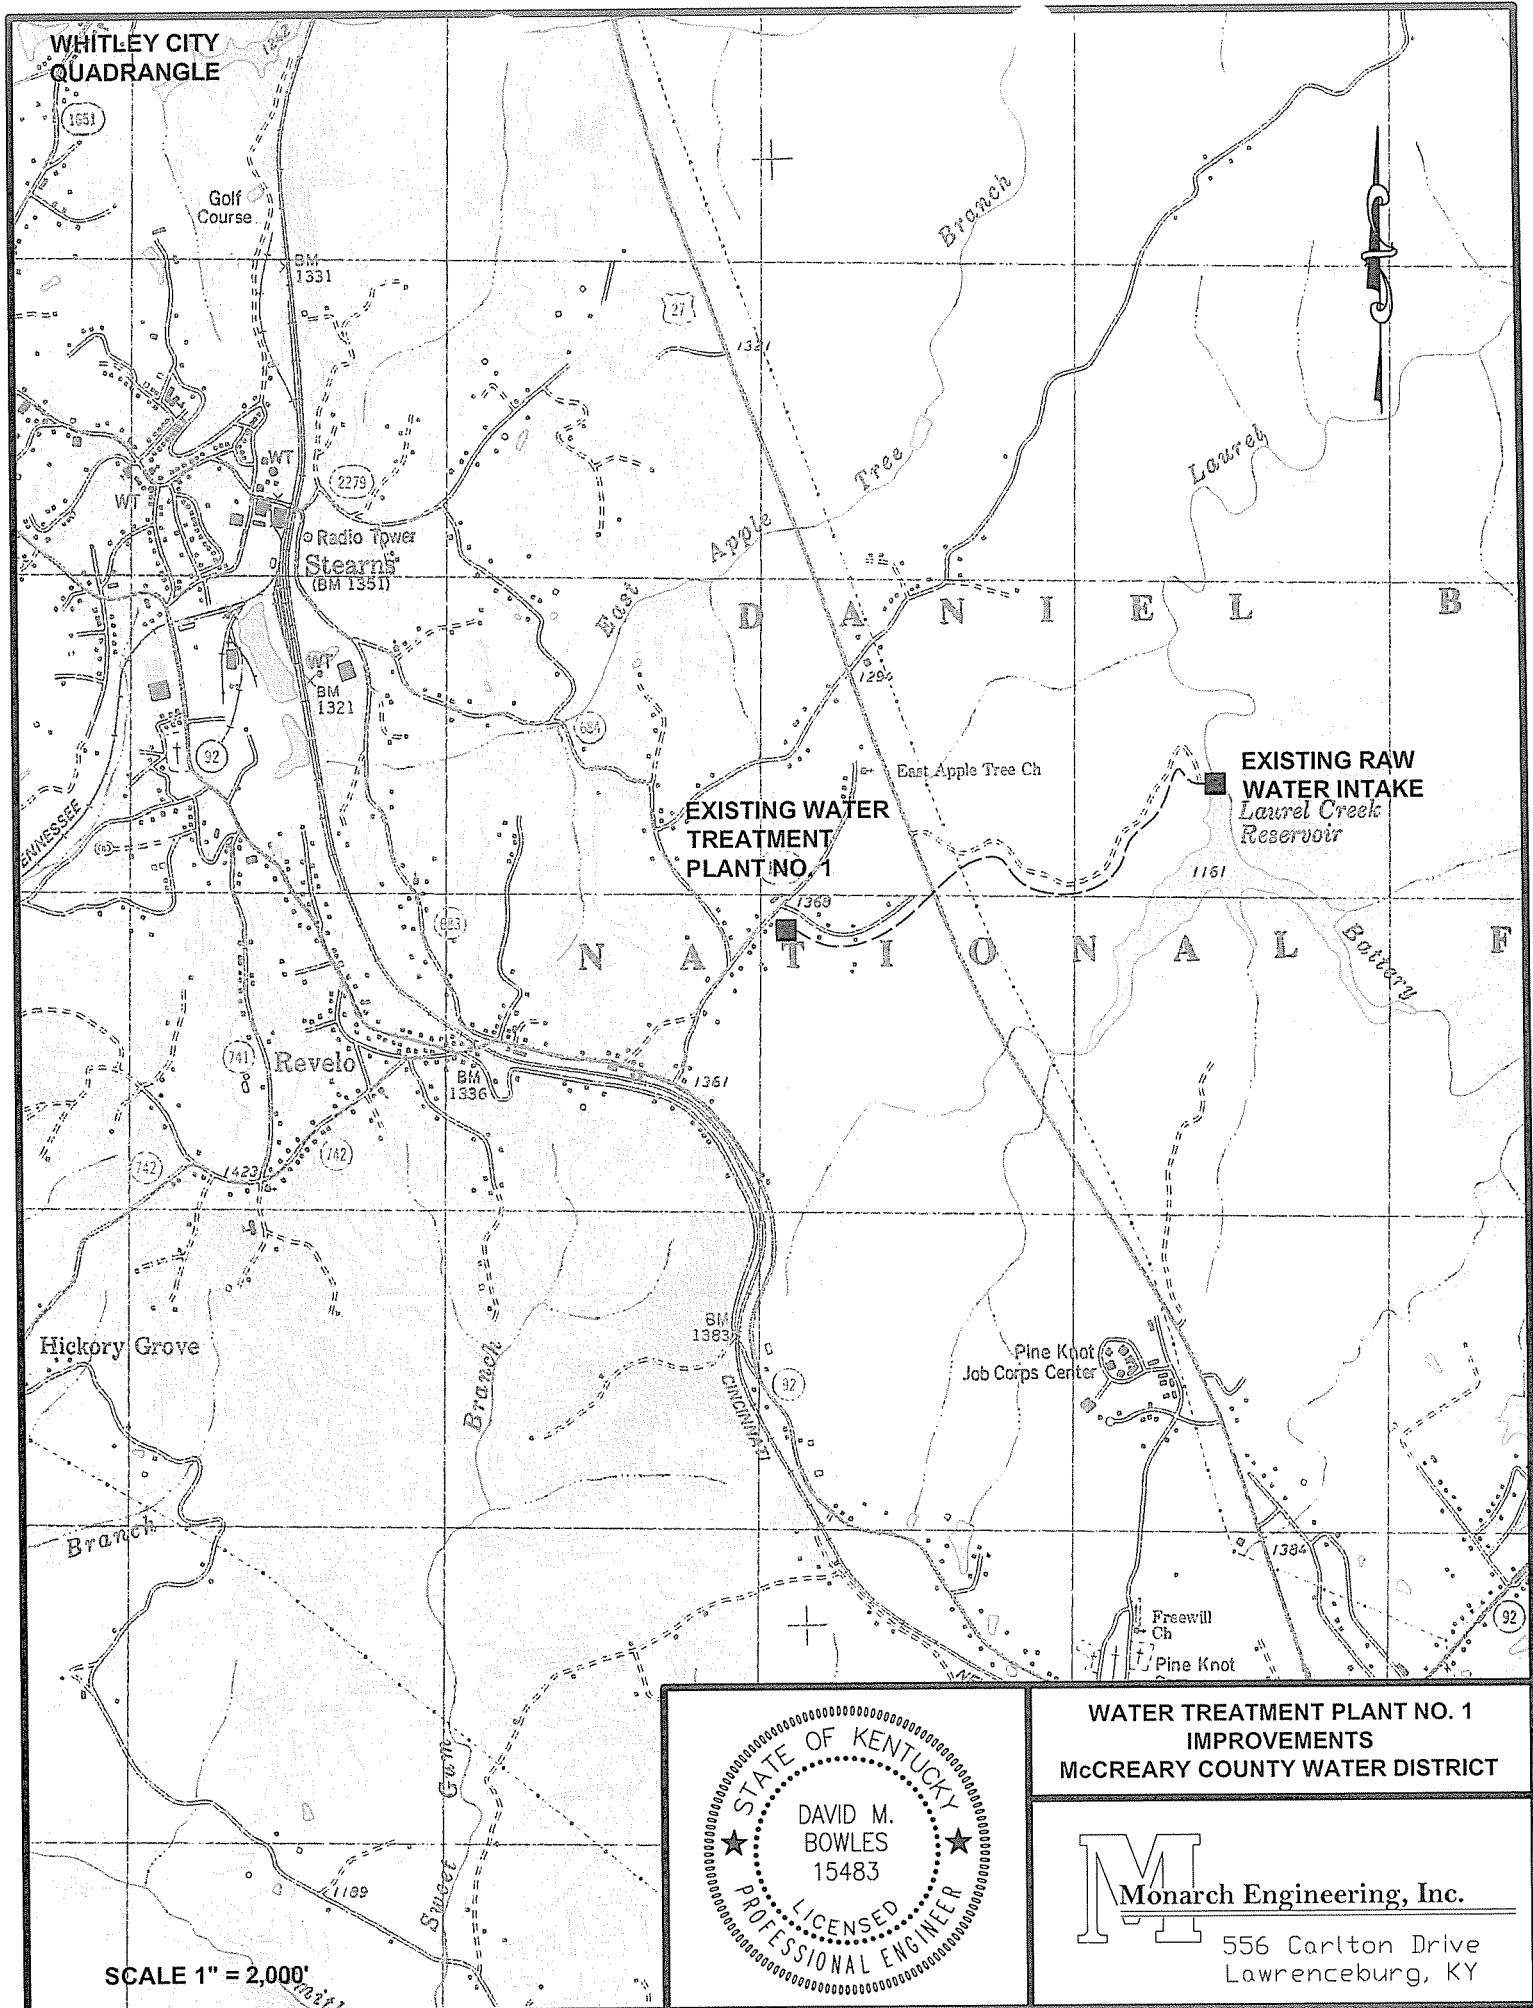 WHITLEY CITY
QUADRANGLE
1262
1651
Golf
Course
BM
1331
27
1321
Branch
Tree
Apple
East
Laurel
WT
WT
2279
Radio Tower
Stearns
(BM 1351)
D A N I E L B
WT
BM
1321
684
1294
92
East Apple Tree Ch
EXISTING RAW
WATER INTAKE
Laurel Creek
Reservoir
EXISTING WATER
TREATMENT
PLANT NO. 1
1161
1368
N A T I O N A L F
Battery
741
Revelo
BM
1336
1361
742
1423
742
Hickory Grove
BM
1383
CINCINNATI
92
Branch
Pine Knot
Job Corps Center
Branch
1384
92
Freewill
Ch
Pine Knot
1189
Sweet Gum
SCALE 1" = 2,000'
STATE OF KENTUCKY
DAVID M.
BOWLES
15483
LICENSED
PROFESSIONAL ENGINEER
WATER TREATMENT PLANT NO. 1
IMPROVEMENTS
McCREARY COUNTY WATER DISTRICT
M
Monarch Engineering, Inc.
556 Carlton Drive
Lawrenceburg, KY